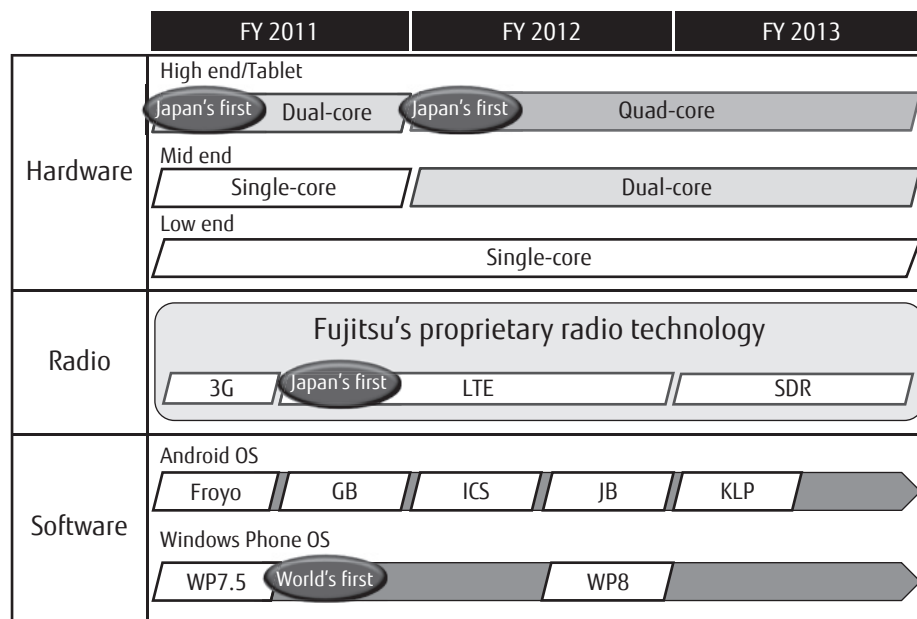 FY 2011 FY 2012 FY 2013
Hardware
High end/Tablet
Japan's first Dual-core Japan's first Quad-core
Mid end
Single-core Dual-core
Low end
Single-core
Radio
Fujitsu's proprietary radio technology
3G Japan's first LTE SDR
Software
Android OS
Froyo GB ICS JB KLP
Windows Phone OS
WP7.5 World's first WP8